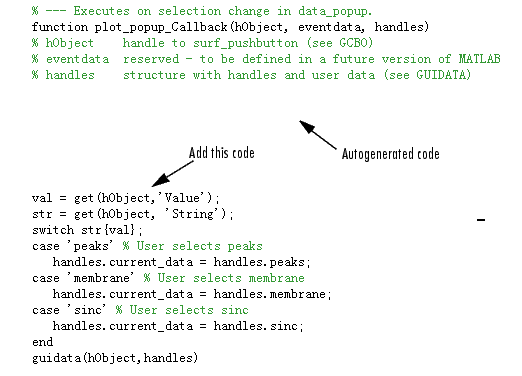 % --- Executes on selection change in data_popup.
function plot_popup_Callback(hObject, eventdata, handles)
% hObject    handle to surf_pushbutton (see GCBO)
% eventdata  reserved - to be defined in a future version of MATLAB
% handles    structure with handles and user data (see GUIDATA)
Add this code
Autogenerated code
val = get(hObject,'Value');
str = get(hObject, 'String');
switch str{val};
case 'peaks' % User selects peaks
   handles.current_data = handles.peaks;
case 'membrane' % User selects membrane
   handles.current_data = handles.membrane;
case 'sinc' % User selects sinc
   handles.current_data = handles.sinc;
end
guidata(hObject,handles)